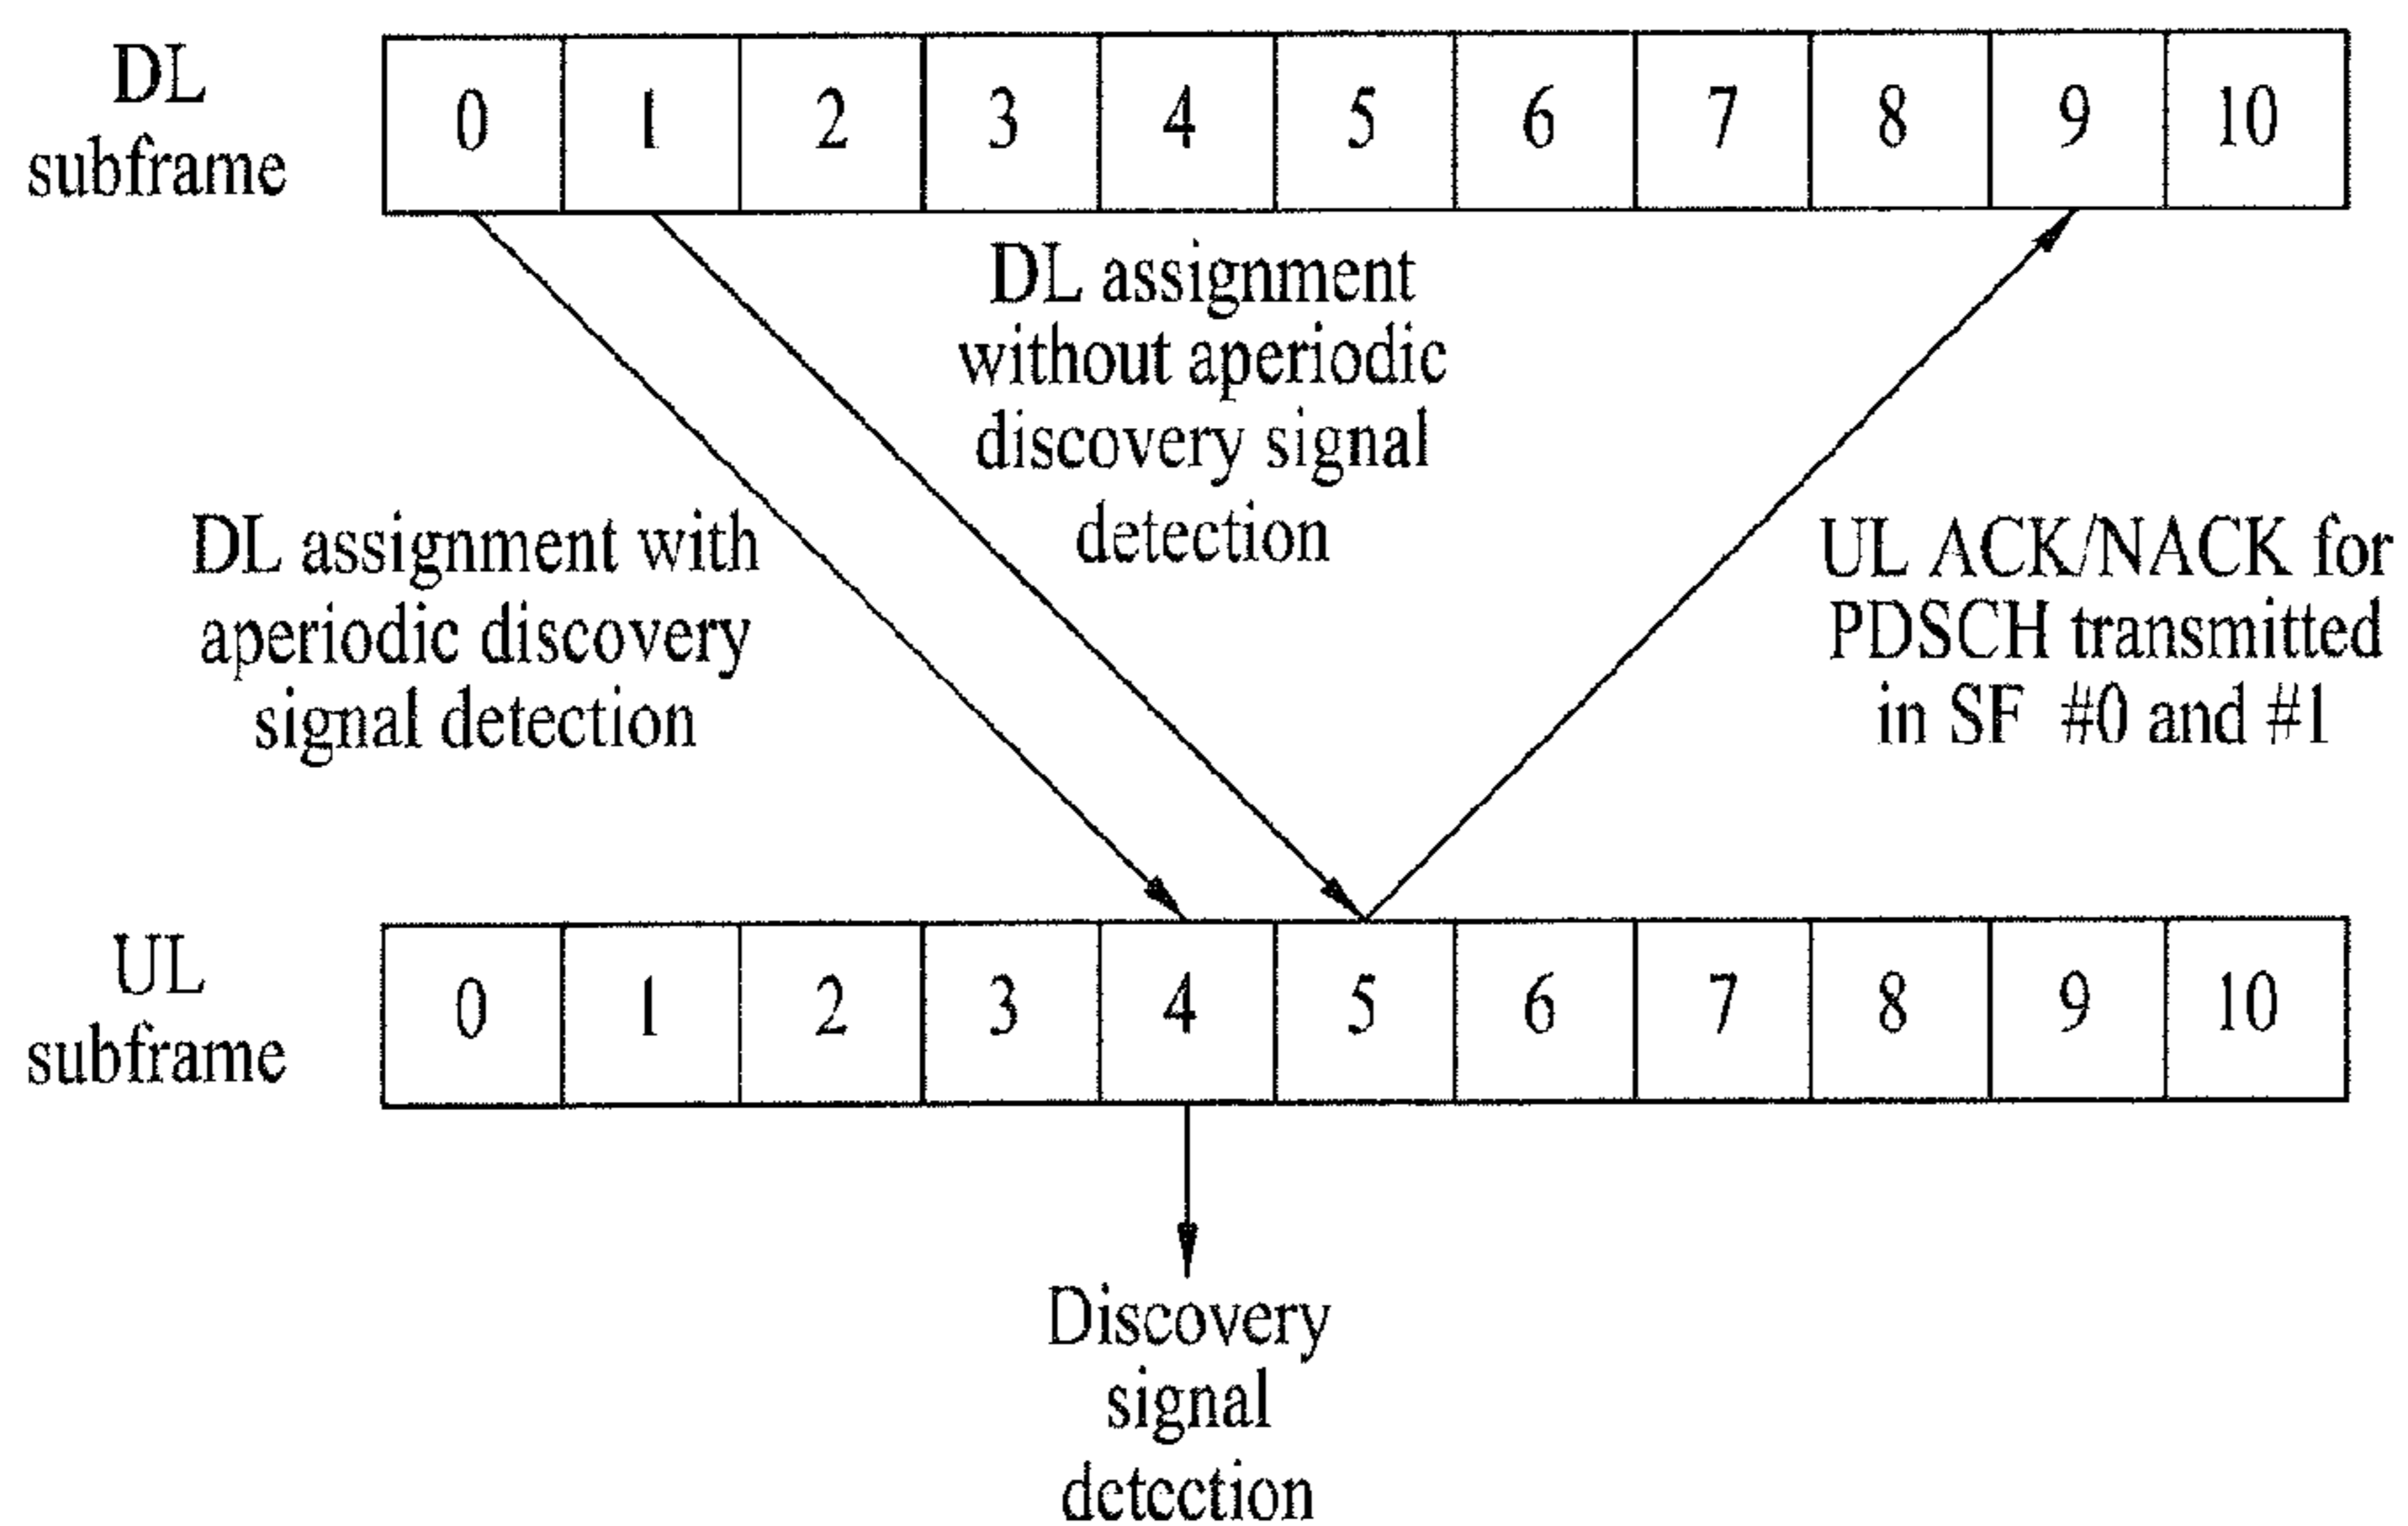 DL
subframe
0 1 2 3 4 5 6 7 8 9 10
DL assignment
without aperiodic
discovery signal
detection
DL assignment with
aperiodic discovery
signal detection
UL ACK/NACK for
PDSCH transmitted
in SF #0 and #1
UL
subframe
0 1 2 3 4 5 6 7 8 9 10
Discovery
signal
detection